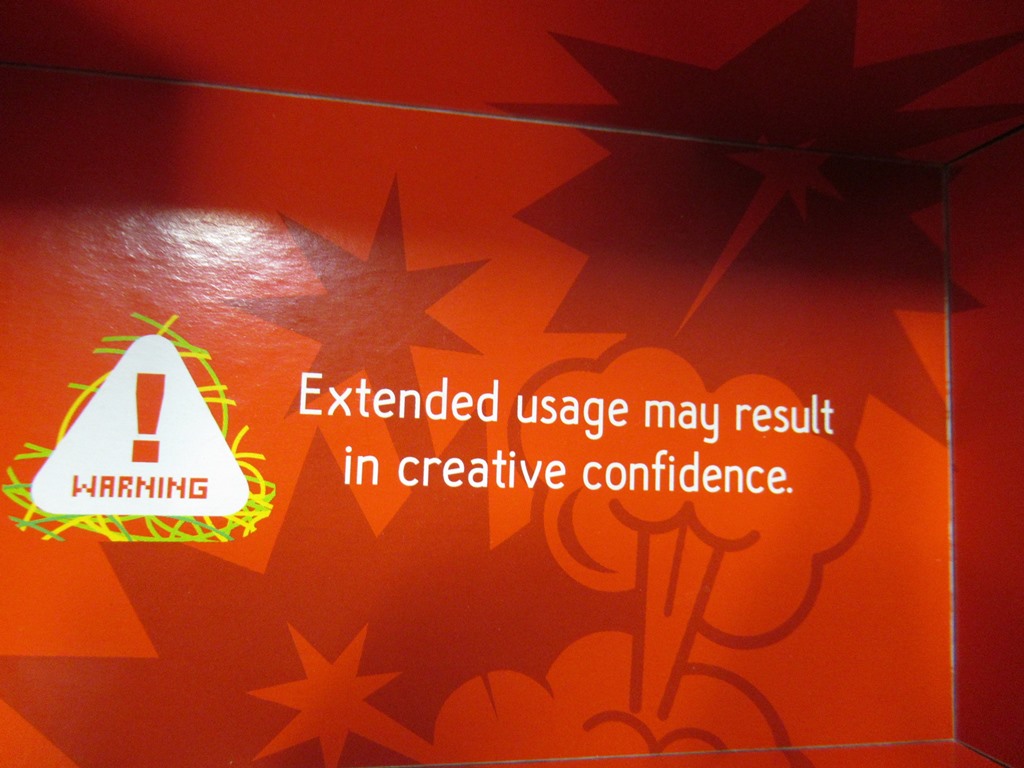 !
WARNING
Extended usage may result
in creative confidence.